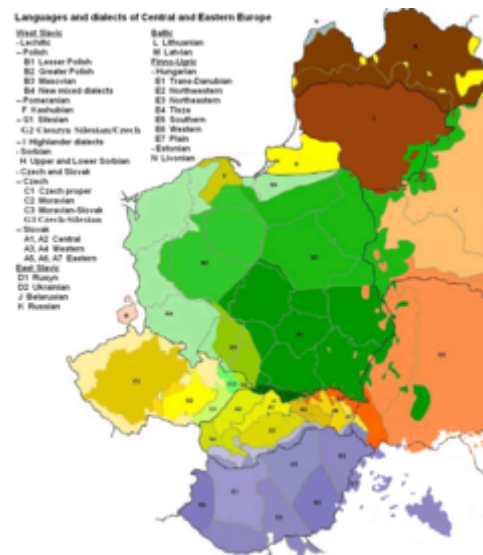 Languages and dialects of Central and Eastern Europe
West Slavic
- Lechitic
-- Polish
B1 Lesser Polish
B2 Greater Polish
B3 Masovian
B4 New mixed dialects
-- Pomeranian
F Kashubian
-- G1 Silesian
G2 Cieszyn Silesian/Czech
-- I Highlander dialects
- Sorbian
H Upper and Lower Sorbian
- Czech and Slovak
-- Czech
C1 Czech proper
C2 Moravian
C3 Moravian-Slovak
G3 Czech-Silesian
-- Slovak
A1, A2 Central
A3, A4 Western
A5, A6, A7 Eastern
East Slavic
D1 Rusyn
D2 Ukrainian
J Belarusian
K Russian
Baltic
L Lithuanian
M Latvian
Finno-Ugric
- Hungarian
E1 Trans-Danubian
E2 Northwestern
E3 Northeastern
E4 Tisza
E5 Southern
E6 Western
E7 Plain
- Estonian
N Livonian